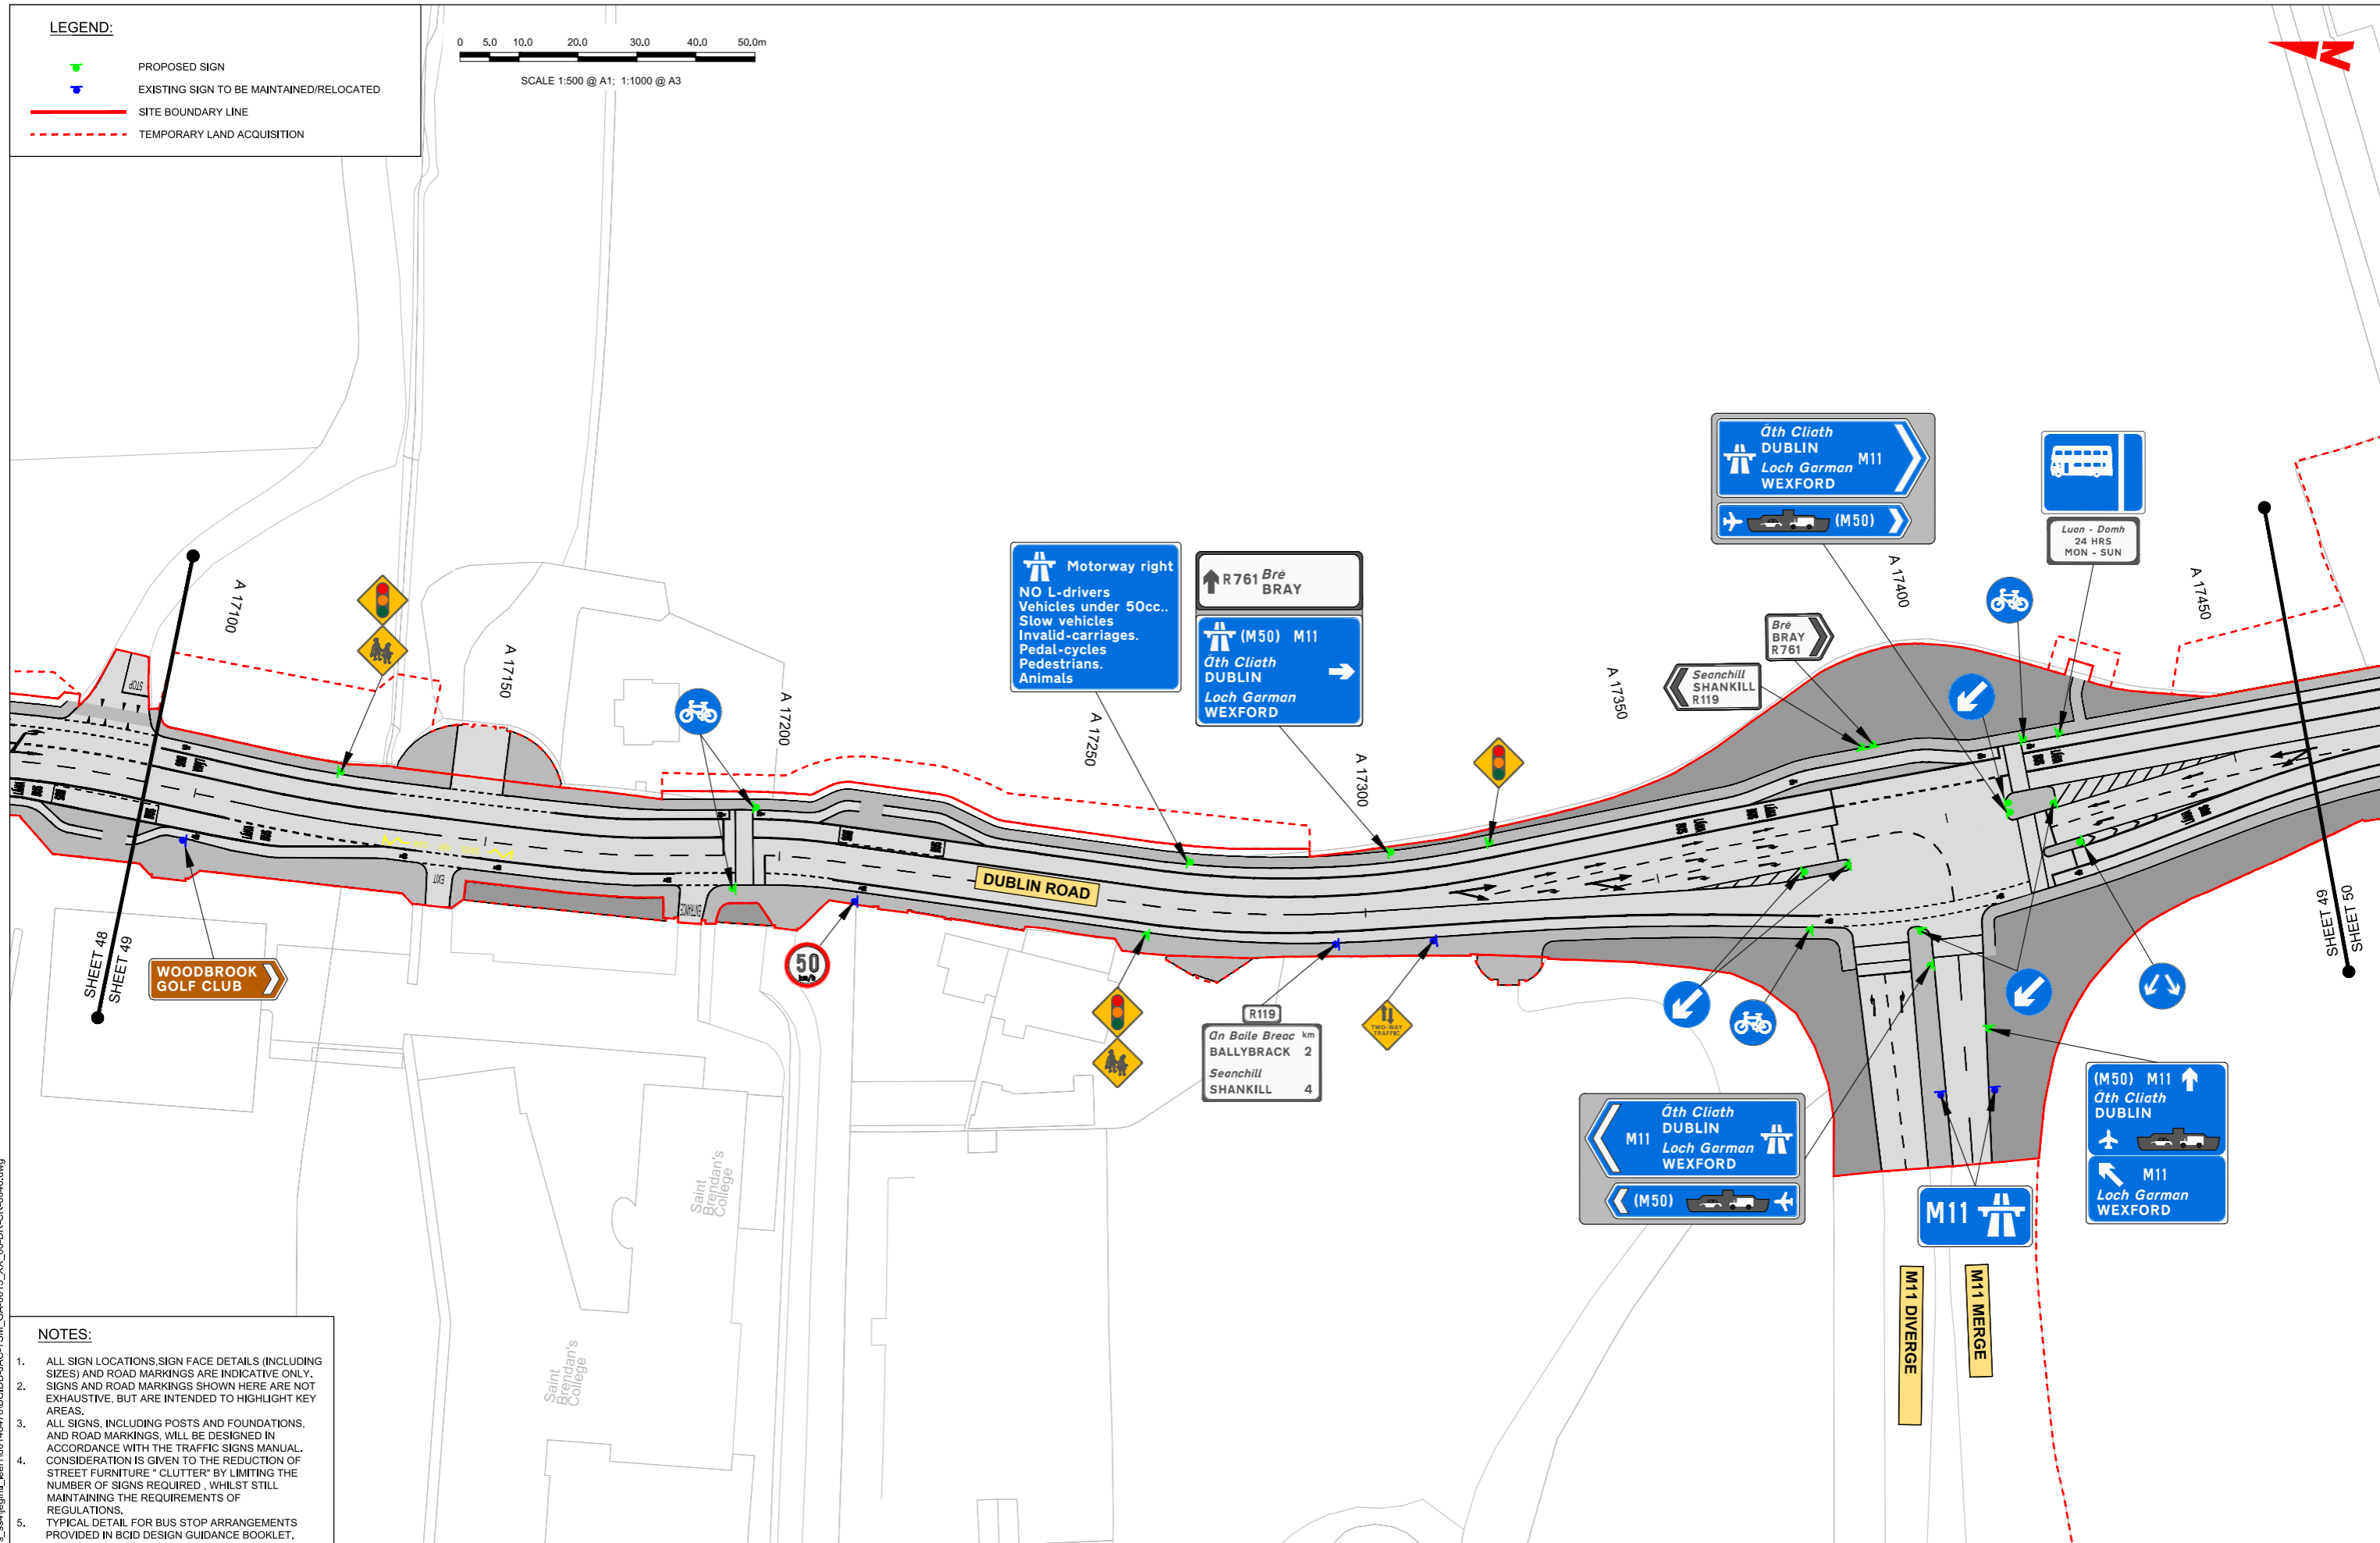 LEGEND:
PROPOSED SIGN
EXISTING SIGN TO BE MAINTAINED/RELOCATED
SITE BOUNDARY LINE
TEMPORARY LAND ACQUISITION
0 5.0 10.0 20.0 30.0 40.0 50.0m
SCALE 1:500 @ A1; 1:1000 @ A3
N
A 17100
A 17150
A 17200
A 17250
A 17300
A 17350
A 17400
A 17450
SHEET 48
SHEET 49
SHEET 49
SHEET 50
STOP
EXIT
ENTRANCE
WOODBROOK
GOLF CLUB
50
km/h
DUBLIN ROAD
Motorway right
NO L-drivers
Vehicles under 50cc..
Slow vehicles
Invalid-carriages.
Pedal-cycles
Pedestrians.
Animals
R761 Bré
BRAY
(M50) M11
Áth Cliath
DUBLIN
Loch Garman
WEXFORD
Áth Cliath
DUBLIN
Loch Garman M11
WEXFORD
(M50)
Luan - Domh
24 HRS
MON - SUN
Bré
BRAY
R761
Seanchill
SHANKILL
R119
R119
An Baile Breac km
BALLYBRACK 2
Seanchill
SHANKILL 4
TWO-WAY
TRAFFIC
Áth Cliath
DUBLIN
M11 Loch Garman
WEXFORD
(M50)
M11
(M50) M11
Áth Cliath
DUBLIN
M11
Loch Garman
WEXFORD
M11 DIVERGE
M11 MERGE
Saint
Brendan's
College
Saint
Brendan's
College
NOTES:
1. ALL SIGN LOCATIONS,SIGN FACE DETAILS (INCLUDING
SIZES) AND ROAD MARKINGS ARE INDICATIVE ONLY.
2. SIGNS AND ROAD MARKINGS SHOWN HERE ARE NOT
EXHAUSTIVE, BUT ARE INTENDED TO HIGHLIGHT KEY
AREAS.
3. ALL SIGNS, INCLUDING POSTS AND FOUNDATIONS,
AND ROAD MARKINGS, WILL BE DESIGNED IN
ACCORDANCE WITH THE TRAFFIC SIGNS MANUAL.
4. CONSIDERATION IS GIVEN TO THE REDUCTION OF
STREET FURNITURE " CLUTTER" BY LIMITING THE
NUMBER OF SIGNS REQUIRED , WHILST STILL
MAINTAINING THE REQUIREMENTS OF
REGULATIONS.
5. TYPICAL DETAIL FOR BUS STOP ARRANGEMENTS
PROVIDED IN BCID DESIGN GUIDANCE BOOKLET.